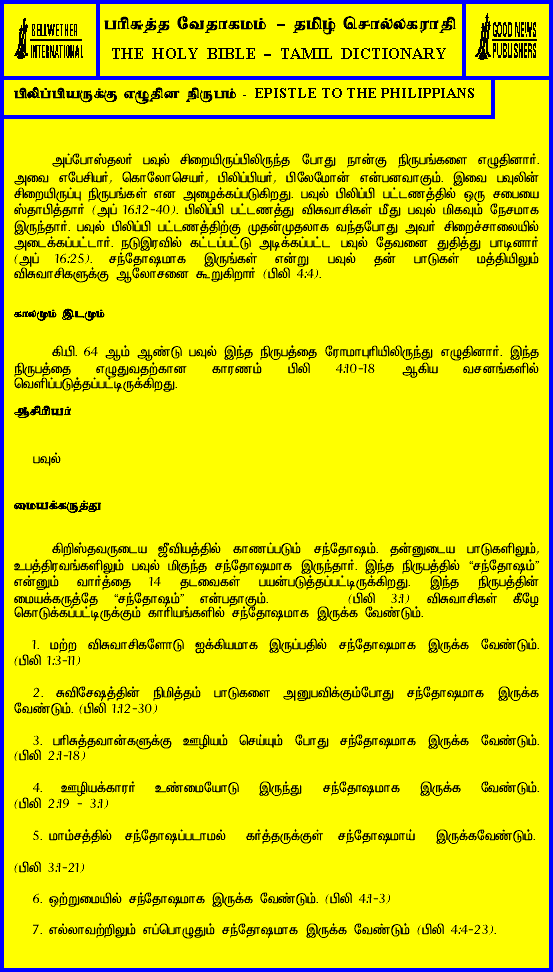 BELLWETHER
INTERNATIONAL
பரிசுத்த வேதாகமம் – தமிழ் சொல்லகராதி
THE HOLY BIBLE – TAMIL DICTIONARY
GOOD NEWS
PUBLISHERS
பிலிப்பியருக்கு எழுதின நிருபம் - EPISTLE TO THE PHILIPPIANS
அப்போஸ்தலர் பவுல் சிறையிருப்பிலிருந்த போது நான்கு நிருபங்களை எழுதினார்.
அவை எபேசியர், கொலோசெயர், பிலிப்பியர், பிலேமோன் என்பனவாகும். இவை பவுலின்
சிறையிருப்பு நிருபங்கள் என அழைக்கப்படுகிறது. பவுல் பிலிப்பி பட்டணத்தில் ஒரு சபையை
ஸ்தாபித்தார் (அப் 16:12-40). பிலிப்பி பட்டணத்து விசுவாசிகள் மீது பவுல் மிகவும் நேசமாக
இருந்தார். பவுல் பிலிப்பி பட்டணத்திற்கு முதன்முதலாக வந்தபோது அவர் சிறைச்சாலையில்
அடைக்கப்பட்டார். நடுஇரவில் கட்டப்பட்டு அடிக்கப்பட்ட பவுல் தேவனை துதித்து பாடினார்
(அப் 16:25). சந்தோஷமாக இருங்கள் என்று பவுல் தன் பாடுகள் மத்தியிலும்
விசுவாசிகளுக்கு ஆலோசனை கூறுகிறார் (பிலி 4:4).
காலமும் இடமும்
கி.பி. 64 ஆம் ஆண்டு பவுல் இந்த நிருபத்தை ரோமாபுரியிலிருந்து எழுதினார். இந்த
நிருபத்தை எழுதுவதற்கான காரணம் பிலி 4:10-18 ஆகிய வசனங்களில்
வெளிப்படுத்தப்பட்டிருக்கிறது.
ஆசிரியர்
பவுல்
மையக்கருத்து
கிறிஸ்தவருடைய ஜீவியத்தில் காணப்படும் சந்தோஷம். தன்னுடைய பாடுகளிலும்,
உபத்திரவங்களிலும் பவுல் மிகுந்த சந்தோஷமாக இருந்தார். இந்த நிருபத்தில் “சந்தோஷம்”
என்னும் வார்த்தை 14 தடவைகள் பயன்படுத்தப்பட்டிருக்கிறது. இந்த நிருபத்தின்
மையக்கருத்தே “சந்தோஷம்” என்பதாகும். (பிலி 3:1) விசுவாசிகள் கீழே
கொடுக்கப்பட்டிருக்கும் காரியங்களில் சந்தோஷமாக இருக்க வேண்டும்.
1. மற்ற விசுவாசிகளோடு ஐக்கியமாக இருப்பதில் சந்தோஷமாக இருக்க வேண்டும்.
(பிலி 1:3-11)
2. சுவிசேஷத்தின் நிமித்தம் பாடுகளை அனுபவிக்கும்போது சந்தோஷமாக இருக்க
வேண்டும். (பிலி 1:12-30)
3. பரிசுத்தவான்களுக்கு ஊழியம் செய்யும் போது சந்தோஷமாக இருக்க வேண்டும்.
(பிலி 2:1-18)
4. ஊழியக்காரர் உண்மையோடு இருந்து சந்தோஷமாக இருக்க வேண்டும்.
(பிலி 2:19 - 3:1)
5. மாம்சத்தில் சந்தோஷப்படாமல் கர்த்தருக்குள் சந்தோஷமாய் இருக்கவேண்டும்.
(பிலி 3:1-21)
6. ஒற்றுமையில் சந்தோஷமாக இருக்க வேண்டும். (பிலி 4:1-3)
7. எல்லாவற்றிலும் எப்பொழுதும் சந்தோஷமாக இருக்க வேண்டும் (பிலி 4:4-23).